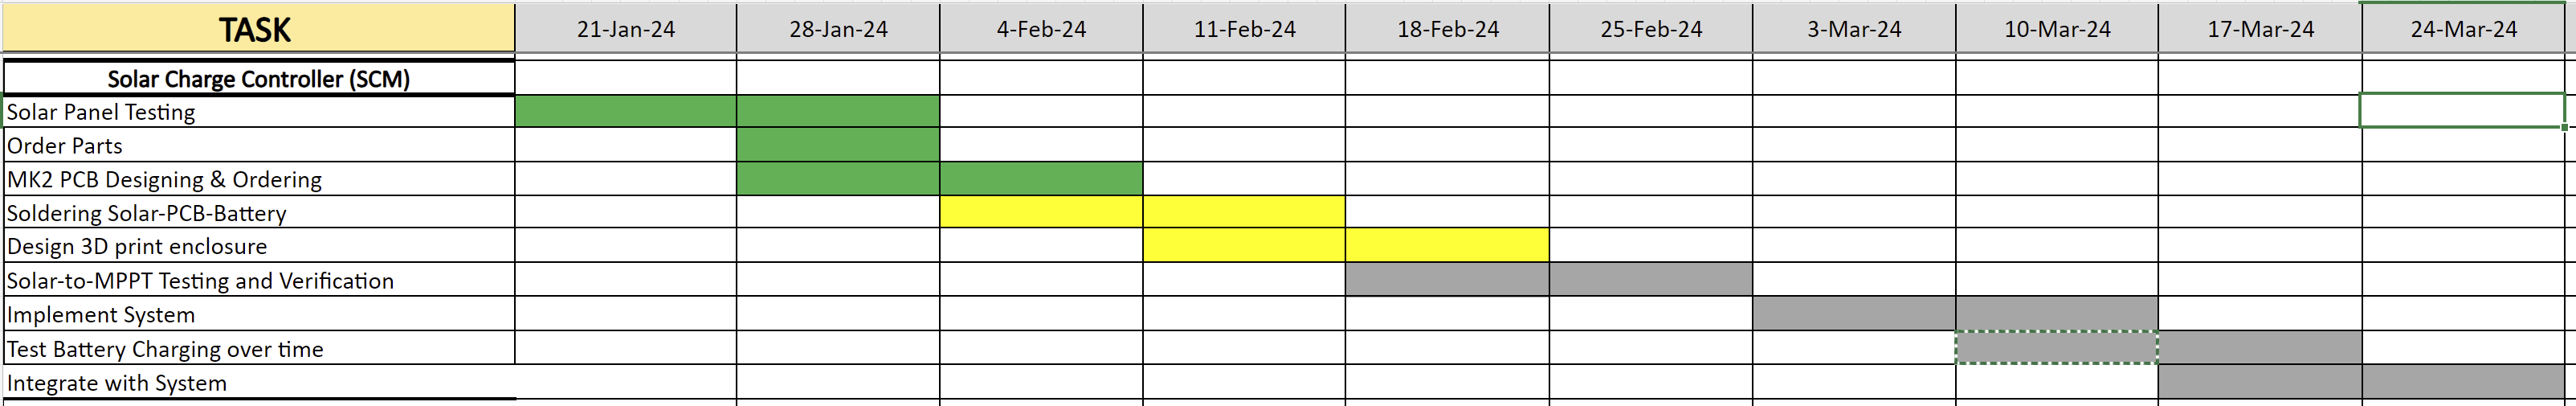 TASK 21-Jan-24 28-Jan-24 4-Feb-24 11-Feb-24 18-Feb-24 25-Feb-24 3-Mar-24 10-Mar-24 17-Mar-24 24-Mar-24
Solar Charge Controller (SCM)
Solar Panel Testing
Order Parts
MK2 PCB Designing & Ordering
Soldering Solar-PCB-Battery
Design 3D print enclosure
Solar-to-MPPT Testing and Verification
Implement System
Test Battery Charging over time
Integrate with System